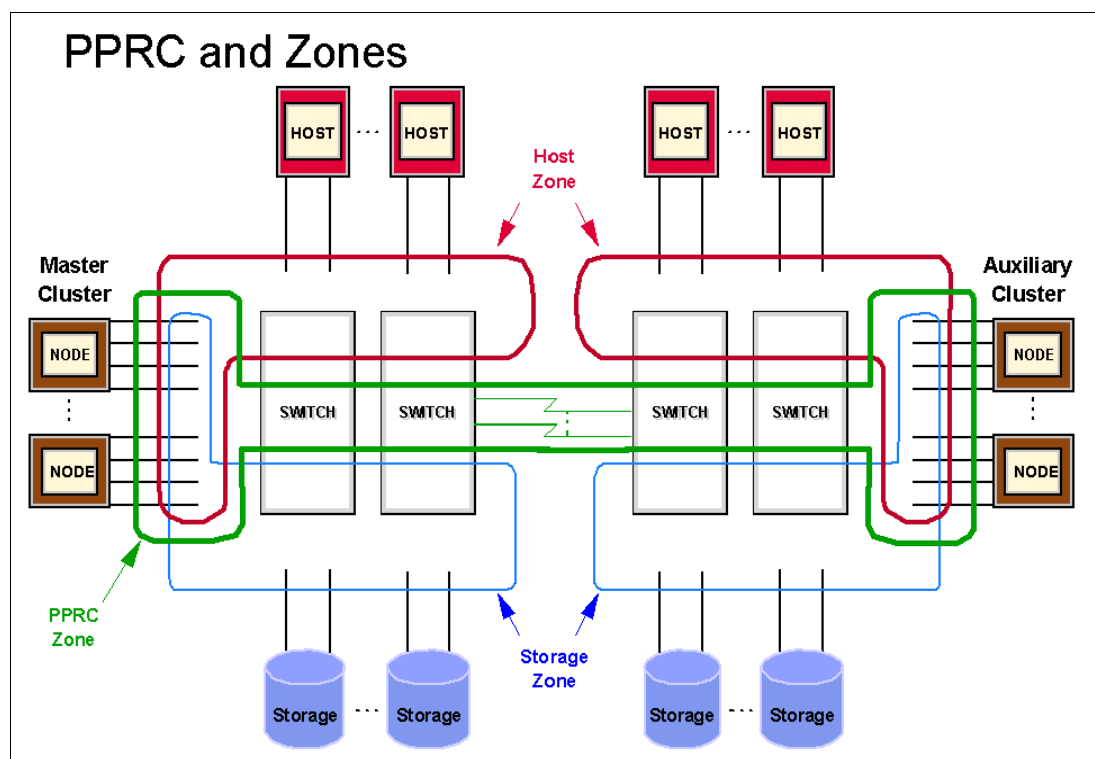 PPRC and Zones
HOST
...
HOST
HOST
...
HOST
Host
Zone
Master
Cluster
Auxiliary
Cluster
NODE
NODE
SWITCH
SWITCH
SWITCH
SWITCH
NODE
NODE
PPRC
Zone
Storage
Zone
Storage
...
Storage
Storage
...
Storage